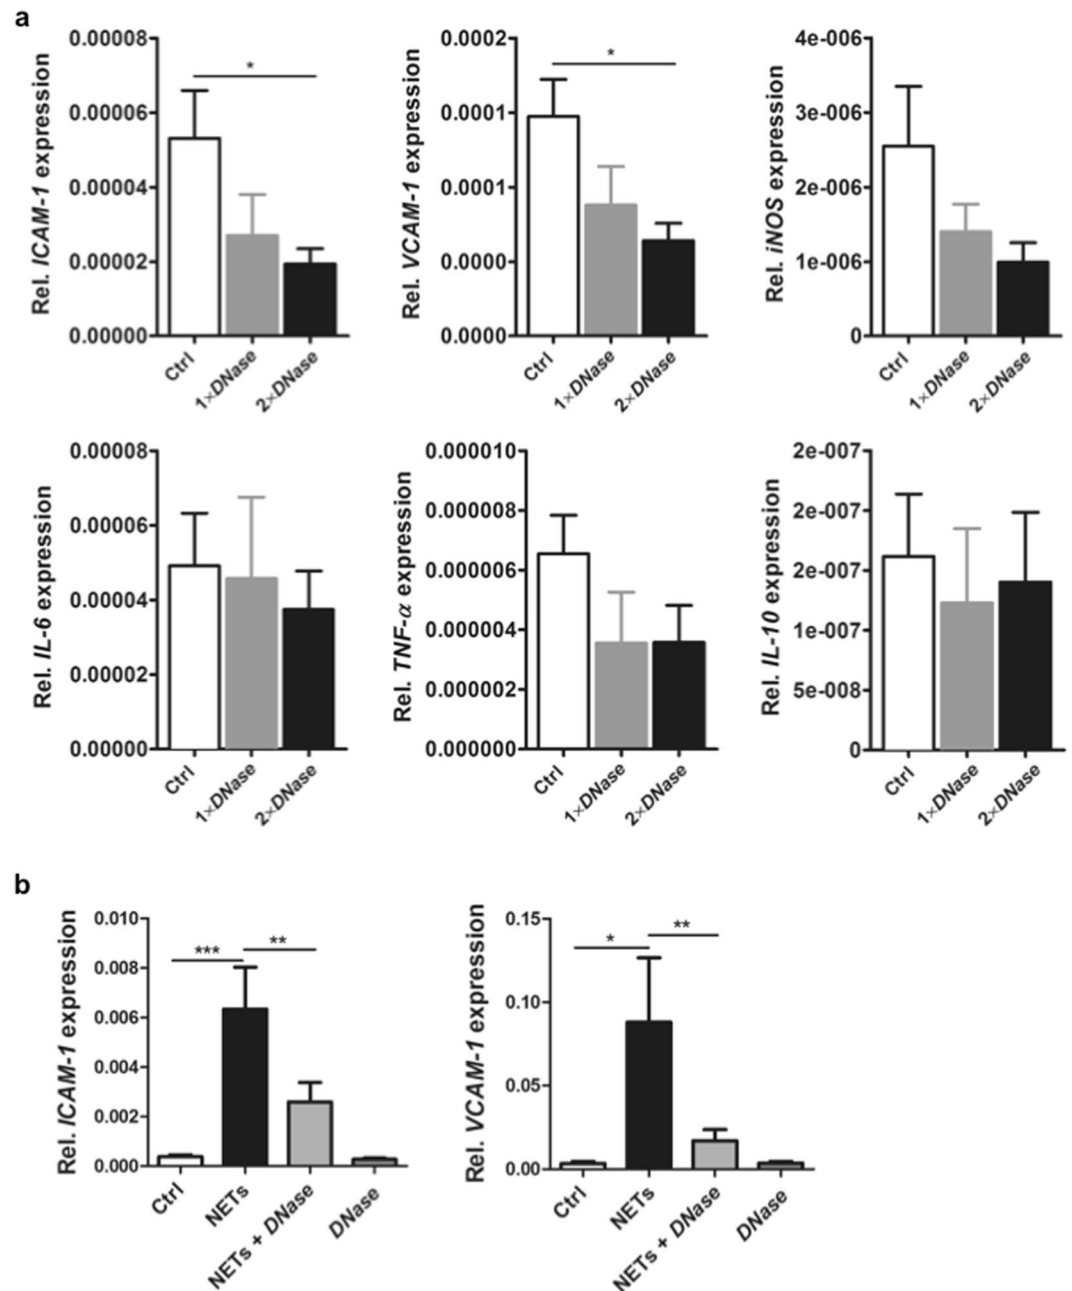 a
Rel. ICAM-1 expression
0.00008
0.00006
0.00004
0.00002
0.00000
*
Ctrl
1×DNase
2×DNase
Rel. VCAM-1 expression
0.0002
0.0001
0.0001
0.0000
0.0000
*
Ctrl
1×DNase
2×DNase
Rel. iNOS expression
4e-006
3e-006
2e-006
1e-006
0
Ctrl
1×DNase
2×DNase
Rel. IL-6 expression
0.00008
0.00006
0.00004
0.00002
0.00000
Ctrl
1×DNase
2×DNase
Rel. TNF-α expression
0.000010
0.000008
0.000006
0.000004
0.000002
0.000000
Ctrl
1×DNase
2×DNase
Rel. IL-10 expression
2e-007
2e-007
2e-007
1e-007
5e-008
0
Ctrl
1×DNase
2×DNase
b
Rel. ICAM-1 expression
0.010
0.008
0.006
0.004
0.002
0.000
***
**
Ctrl
NETs
NETs + DNase
DNase
Rel. VCAM-1 expression
0.15
0.10
0.05
0.00
*
**
Ctrl
NETs
NETs + DNase
DNase